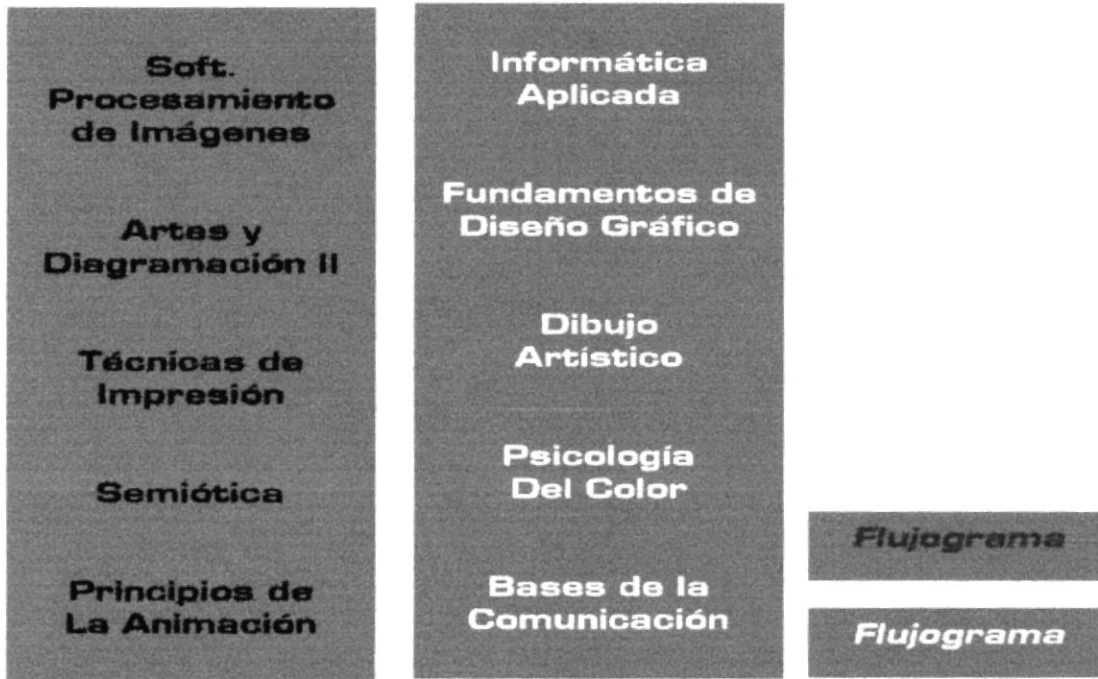 Soft.
Procesamiento
de Imágenes
Artes y
Diagramación II
Técnicas de
Impresión
Semiótica
Principios de
La Animación
Informática
Aplicada
Fundamentos de
Diseño Gráfico
Dibujo
Artístico
Psicología
Del Color
Bases de la
Comunicación
Flujograma
Flujograma